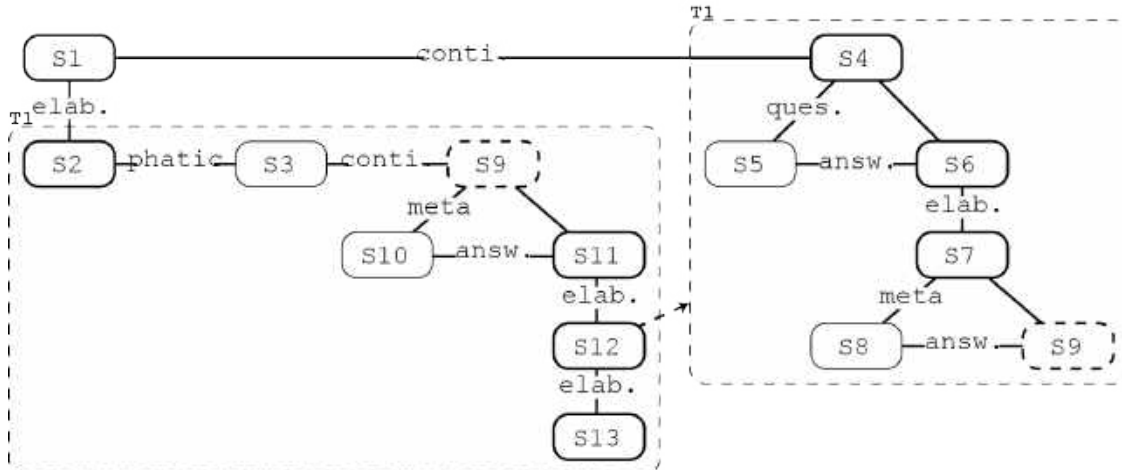 T1
S1 conti. S4
elab. ques.
T1
S2 phatic S3 conti. S9 S5 answ. S6
meta elab.
S10 answ. S11 S7
elab. meta
S12 S8 answ. S9
elab.
S13